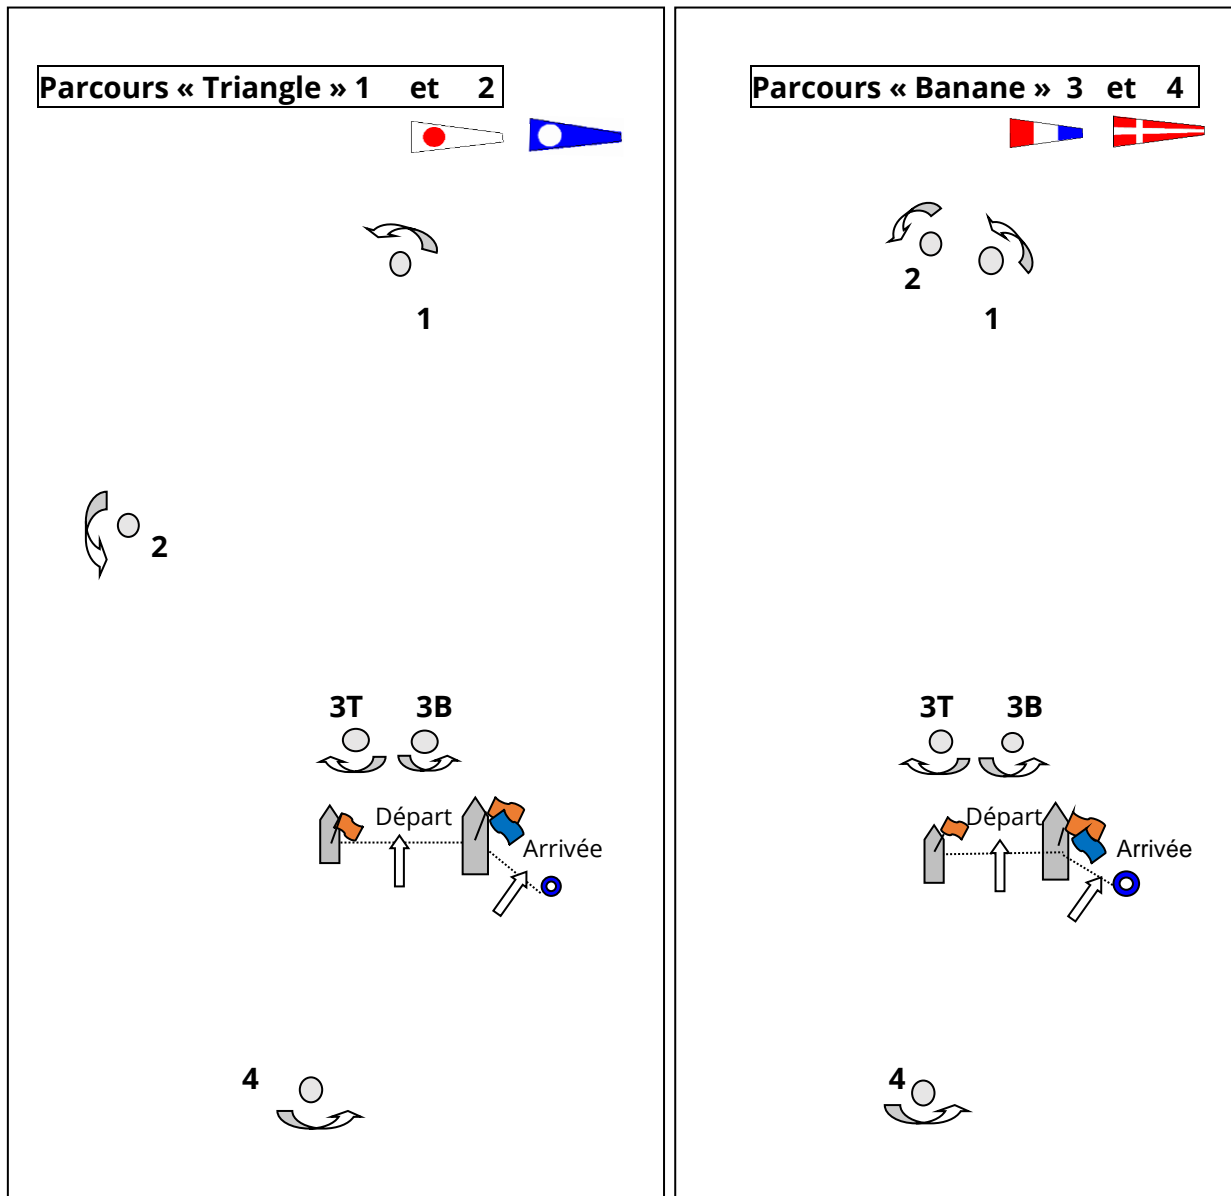 Parcours « Triangle » 1 et 2
1
2
3T 3B
Départ
Arrivée
4
Parcours « Banane » 3 et 4
2
1
3T 3B
Départ
Arrivée
4